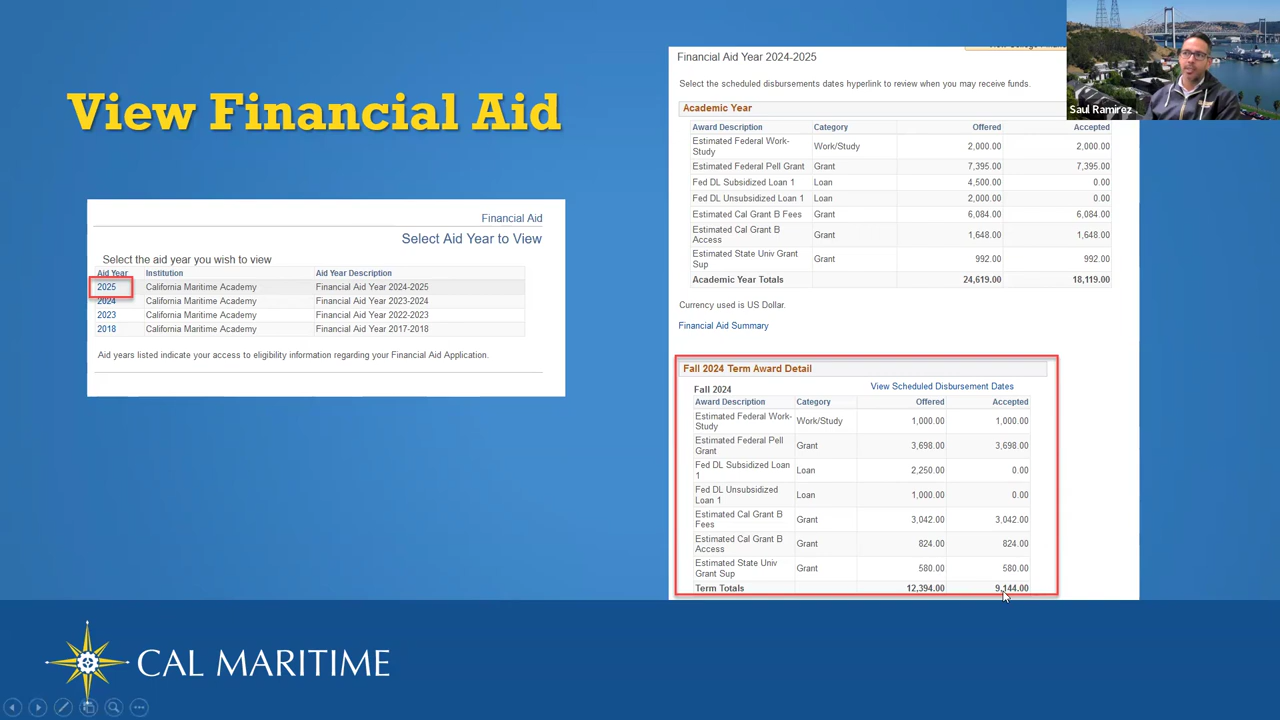 View Financial Aid
Financial Aid
Select Aid Year to View
Select the aid year you wish to view
Aid Year Institution Aid Year Description
2025 California Maritime Academy Financial Aid Year 2024-2025
2024 California Maritime Academy Financial Aid Year 2023-2024
2023 California Maritime Academy Financial Aid Year 2022-2023
2018 California Maritime Academy Financial Aid Year 2017-2018
Aid years listed indicate your access to eligibility information regarding your Financial Aid Application.
Financial Aid Year 2024-2025
Select the scheduled disbursements dates hyperlink to review when you may receive funds.
Academic Year
Award Description Category Offered Accepted
Estimated Federal Work-
Study Work/Study 2,000.00 2,000.00
Estimated Federal Pell Grant Grant 7,395.00 7,395.00
Fed DL Subsidized Loan 1 Loan 4,500.00 0.00
Fed DL Unsubsidized Loan 1 Loan 2,000.00 0.00
Estimated Cal Grant B Fees Grant 6,084.00 6,084.00
Estimated Cal Grant B
Access Grant 1,648.00 1,648.00
Estimated State Univ Grant
Sup Grant 992.00 992.00
Academic Year Totals 24,619.00 18,119.00
Currency used is US Dollar.
Financial Aid Summary
Fall 2024 Term Award Detail
Fall 2024 View Scheduled Disbursement Dates
Award Description Category Offered Accepted
Estimated Federal Work-
Study Work/Study 1,000.00 1,000.00
Estimated Federal Pell
Grant Grant 3,698.00 3,698.00
Fed DL Subsidized Loan
1 Loan 2,250.00 0.00
Fed DL Unsubsidized
Loan 1 Loan 1,000.00 0.00
Estimated Cal Grant B
Fees Grant 3,042.00 3,042.00
Estimated Cal Grant B
Access Grant 824.00 824.00
Estimated State Univ
Grant Sup Grant 580.00 580.00
Term Totals 12,394.00 9,144.00
Saul Ramirez
CAL MARITIME